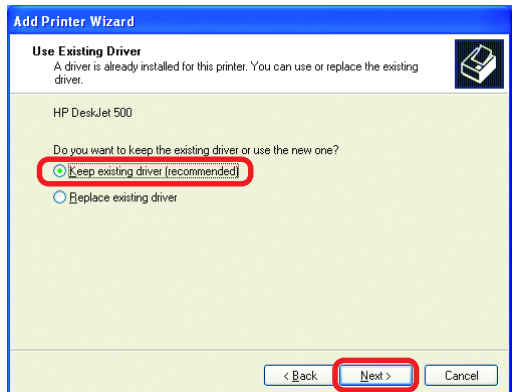 Add Printer Wizard
Use Existing Driver
A driver is already installed for this printer. You can use or replace the existing
driver.
HP DeskJet 500
Do you want to keep the existing driver or use the new one?
Keep existing driver (recommended)
Replace existing driver
< Back Next > Cancel